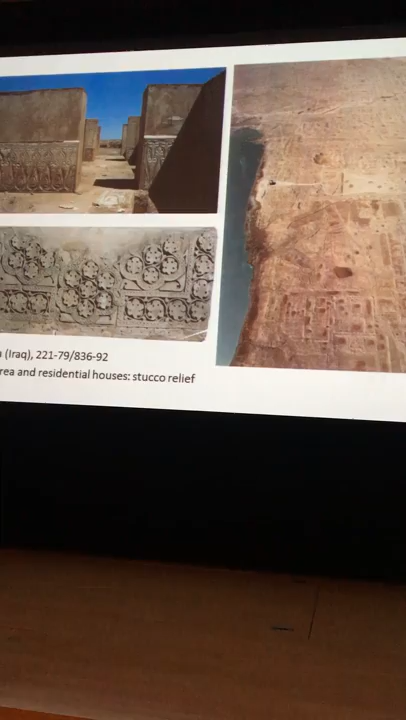 a (Iraq), 221-79/836-92
rea and residential houses: stucco relief